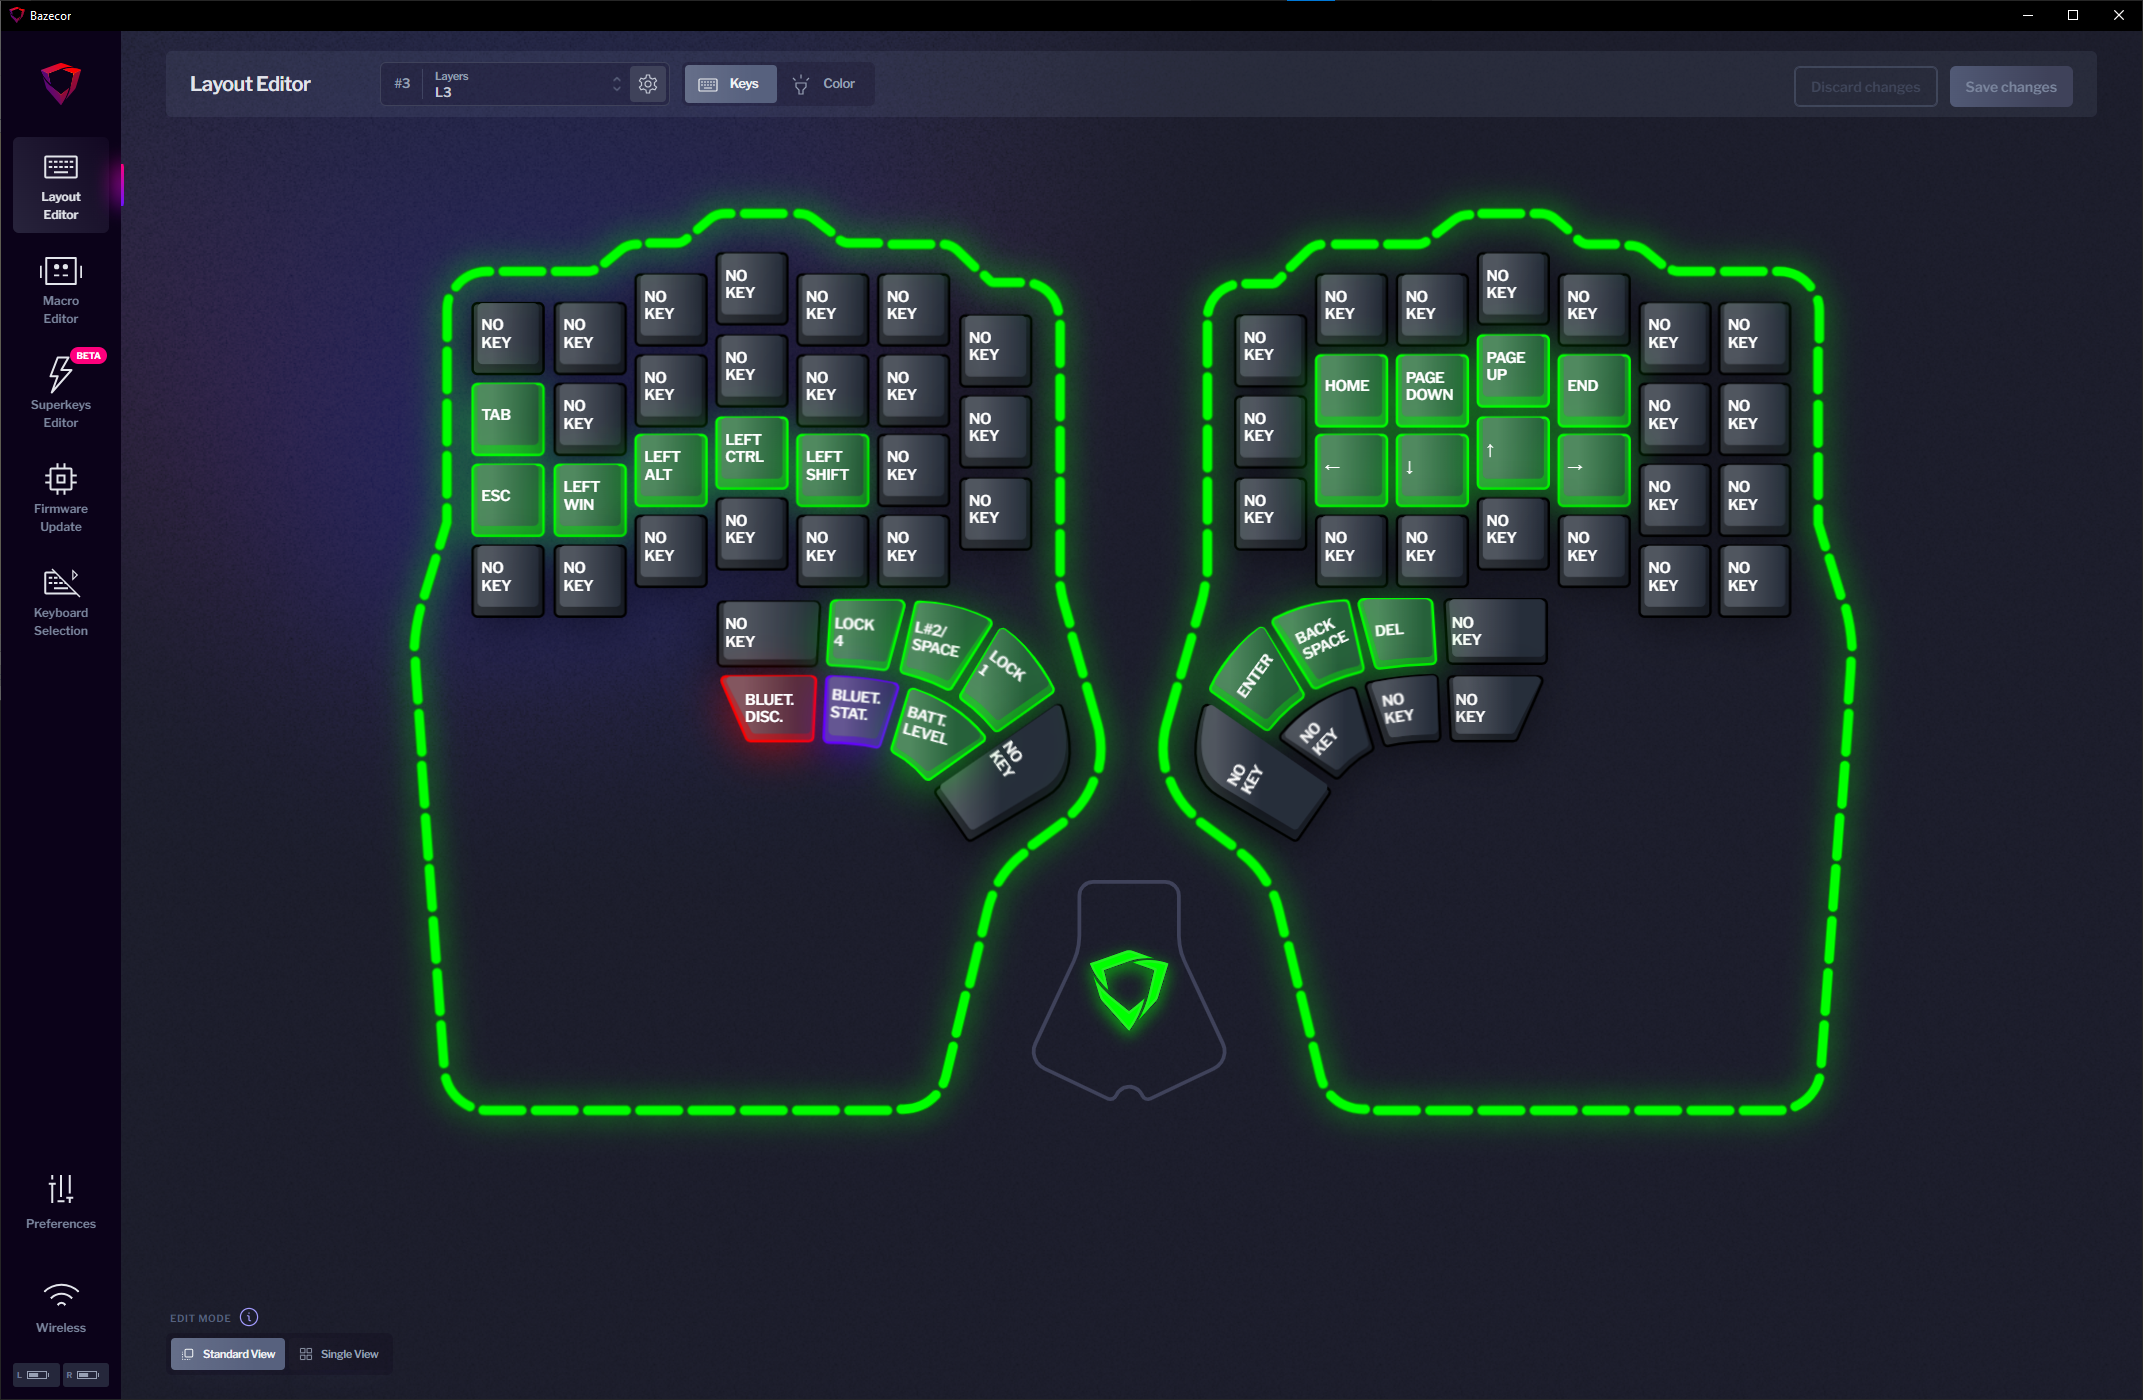 Bazecor
Layout Editor
#3
Layers
L3
Keys
Color
Discard changes
Save changes
Layout
Editor
Macro
Editor
BETA
Superkeys
Editor
Firmware
Update
Keyboard
Selection
Preferences
Wireless
L
R
NO
KEY
NO
KEY
NO
KEY
NO
KEY
NO
KEY
NO
KEY
NO
KEY
TAB
NO
KEY
NO
KEY
NO
KEY
NO
KEY
NO
KEY
NO
KEY
ESC
LEFT
WIN
LEFT
ALT
LEFT
CTRL
LEFT
SHIFT
NO
KEY
NO
KEY
NO
KEY
NO
KEY
NO
KEY
NO
KEY
NO
KEY
NO
KEY
NO
KEY
LOCK
4
L#2/
SPACE
LOCK
1
BLUET.
DISC.
BLUET.
STAT.
BATT.
LEVEL
NO
KEY
NO
KEY
NO
KEY
NO
KEY
NO
KEY
NO
KEY
NO
KEY
NO
KEY
NO
KEY
HOME
PAGE
DOWN
PAGE
UP
END
NO
KEY
NO
KEY
NO
KEY
←
↓
↑
→
NO
KEY
NO
KEY
NO
KEY
NO
KEY
NO
KEY
NO
KEY
NO
KEY
NO
KEY
ENTER
BACK
SPACE
DEL
NO
KEY
NO
KEY
NO
KEY
NO
KEY
NO
KEY
EDIT MODE
Standard View
Single View